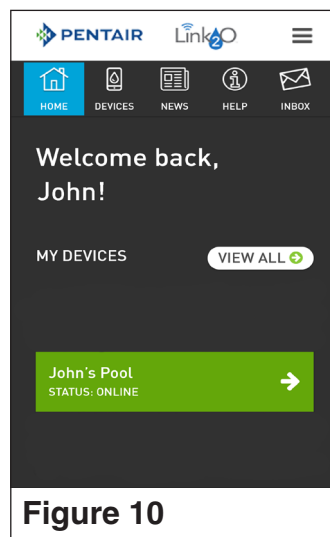 PENTAIR Link2O
HOME DEVICES NEWS HELP INBOX
Welcome back,
John!
MY DEVICES VIEW ALL
John's Pool
STATUS: ONLINE
Figure 10